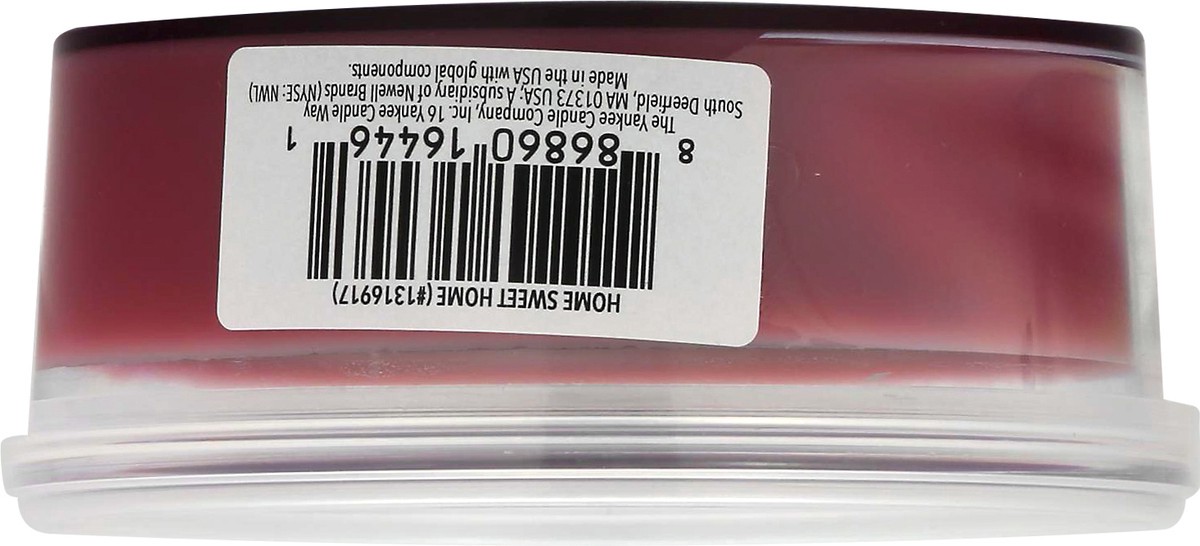 HOME SWEET HOME (#1316917)
8 86860 16446 1
The Yankee Candle Company, Inc. 16 Yankee Candle Way
South Deerfield, MA 01373 USA; A subsidiary of Newell Brands (NYSE: NWL)
Made in the USA with global components.